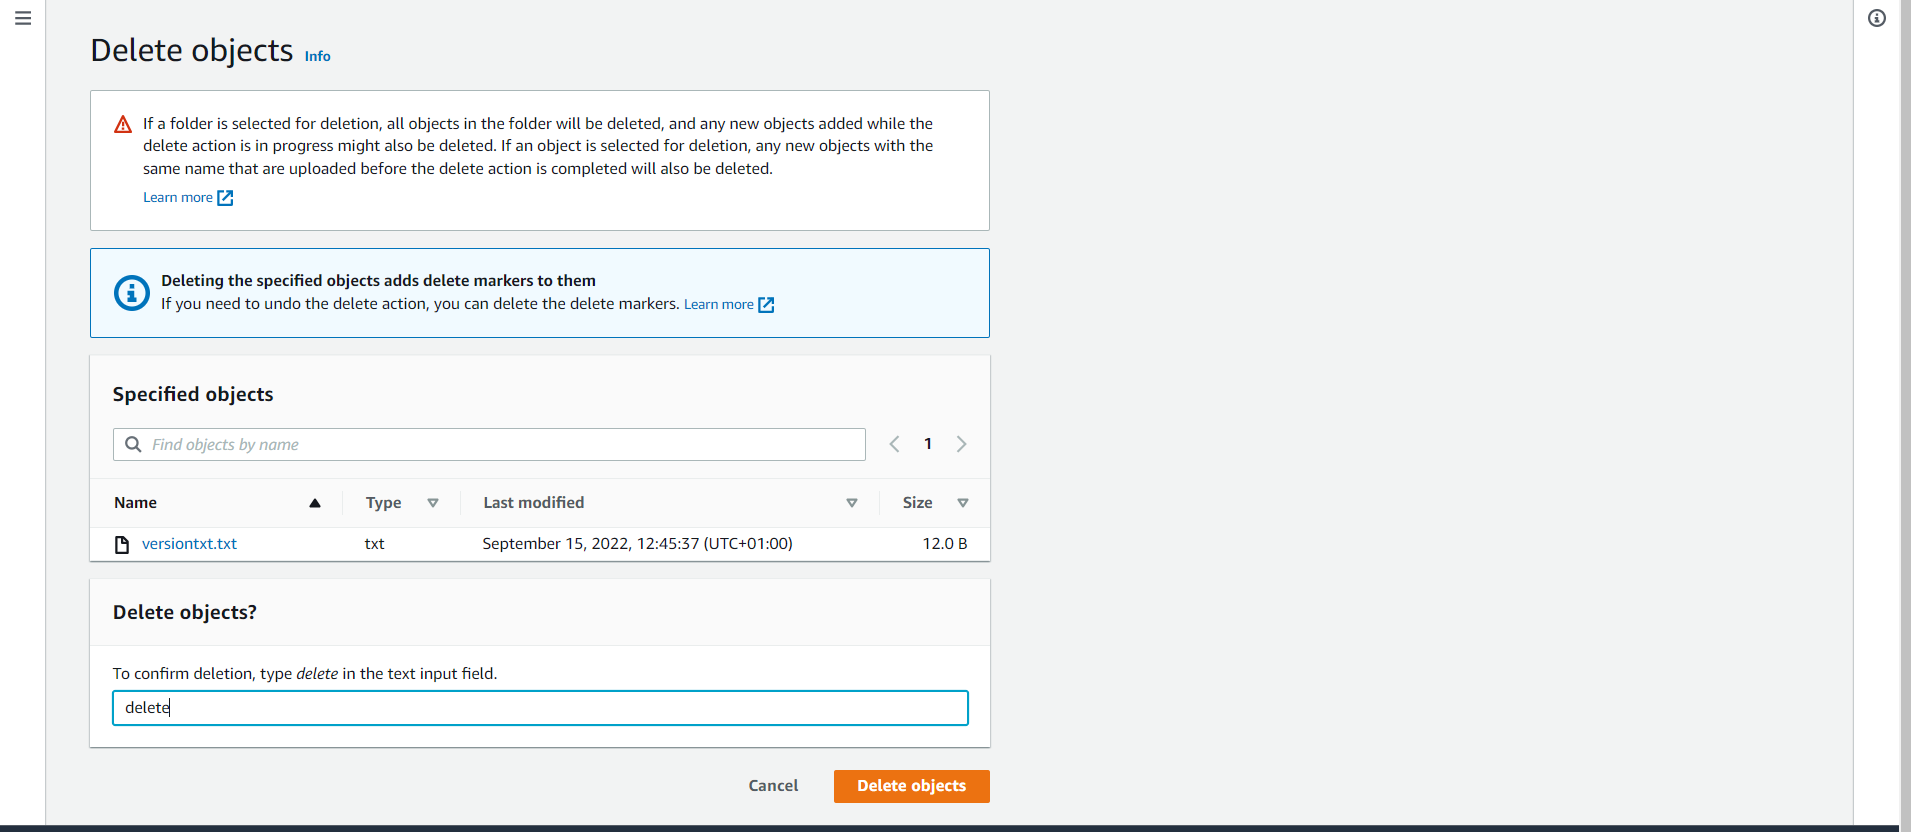 Delete objects Info
If a folder is selected for deletion, all objects in the folder will be deleted, and any new objects added while the
delete action is in progress might also be deleted. If an object is selected for deletion, any new objects with the
same name that are uploaded before the delete action is completed will also be deleted.
Learn more
Deleting the specified objects adds delete markers to them
If you need to undo the delete action, you can delete the delete markers. Learn more
Specified objects
Find objects by name 1
Name Type Last modified Size
versiontxt.txt txt September 15, 2022, 12:45:37 (UTC+01:00) 12.0 B
Delete objects?
To confirm deletion, type delete in the text input field.
delete
Cancel Delete objects